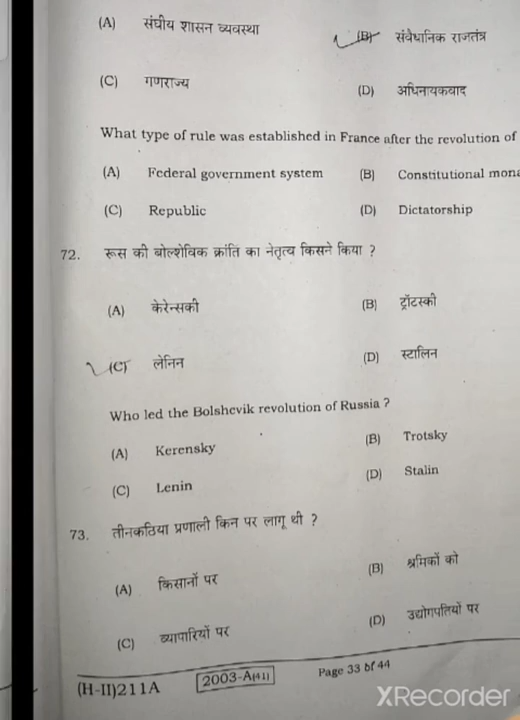 (A) संघीय शासन व्यवस्था (B) संवैधानिक राजतंत्र
(C) गणराज्य (D) अधिनायकवाद
What type of rule was established in France after the revolution of
(A) Federal government system (B) Constitutional mona
(C) Republic (D) Dictatorship
72. रूस की बोल्शेविक क्रांति का नेतृत्व किसने किया ?
(A) केरेन्सकी (B) ट्रॉटस्की
(C) लेनिन (D) स्टालिन
Who led the Bolshevik revolution of Russia ?
(A) Kerensky (B) Trotsky
(C) Lenin (D) Stalin
73. तीनकठिया प्रणाली किन पर लागू थी ?
(A) किसानों पर (B) श्रमिकों को
(C) व्यापारियों पर (D) उद्योगपतियों पर
(H-II)211A 2003-A(41) Page 33 of 44
XRecorder